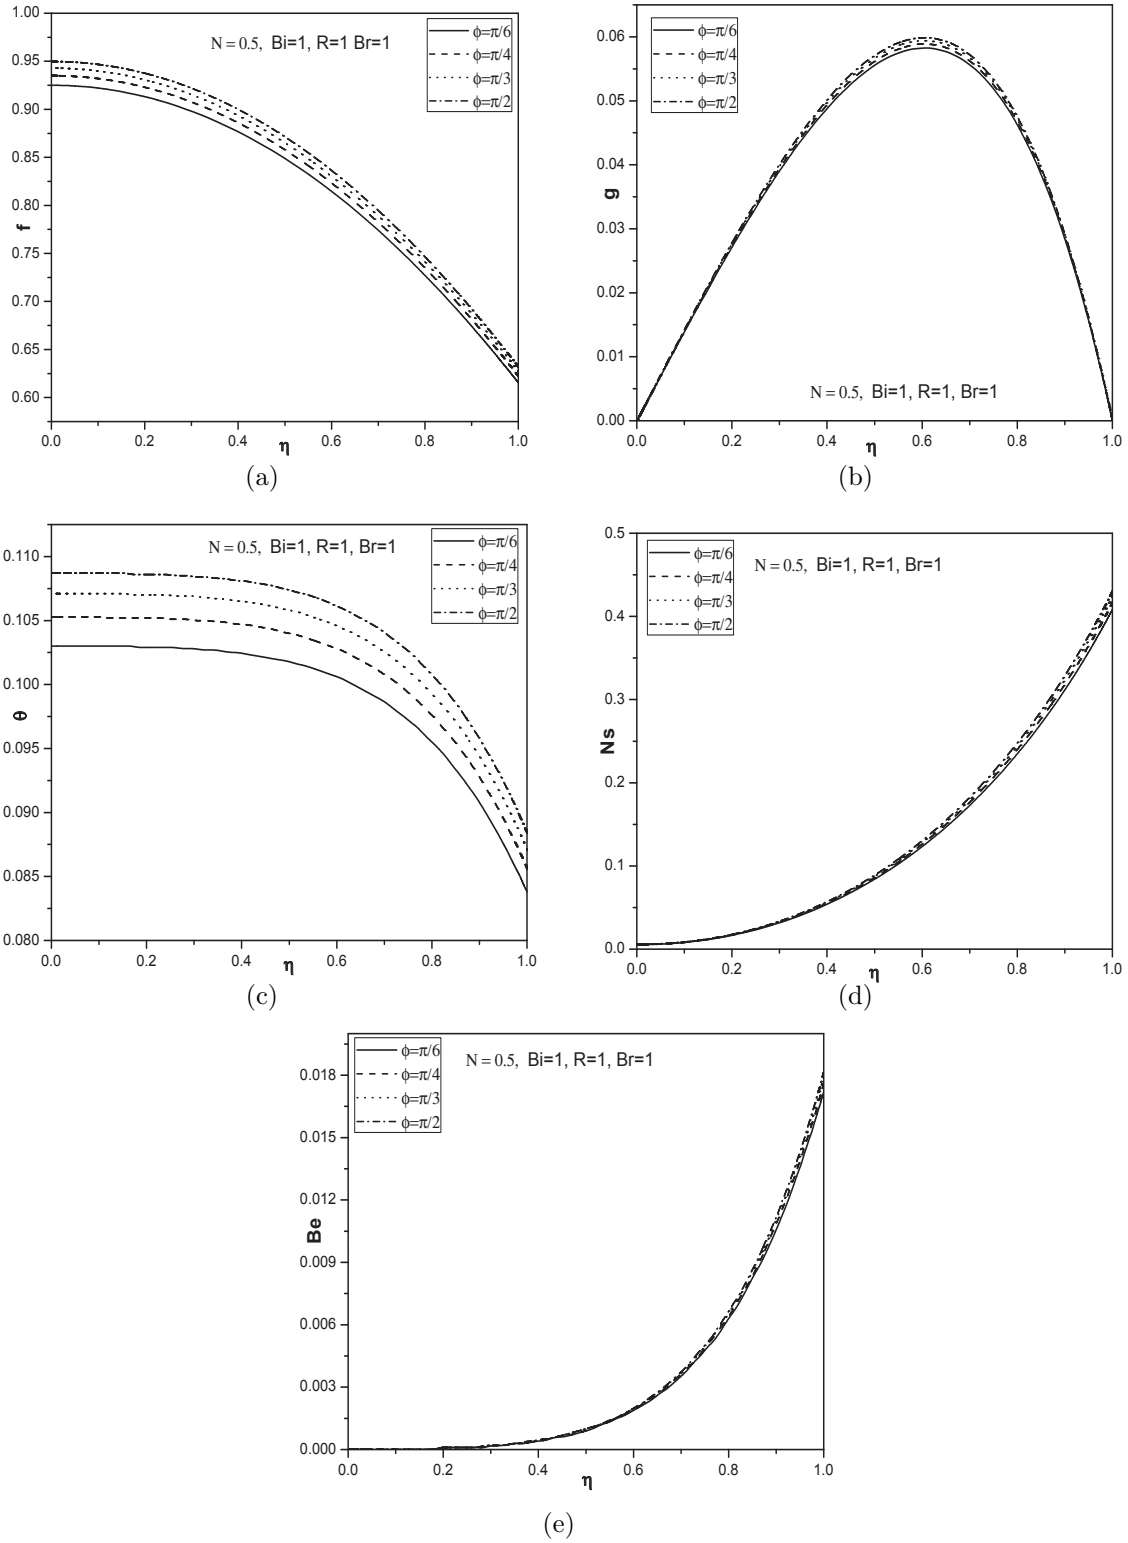 1.00
0.95
0.90
0.85
0.80
0.75
0.70
0.65
0.60
f
0.0 0.2 0.4 0.6 0.8 1.0
η
N = 0.5, Bi=1, R=1 Br=1
ϕ=π/6
ϕ=π/4
ϕ=π/3
ϕ=π/2
(a)
0.06
0.05
0.04
0.03
0.02
0.01
0.00
g
0.0 0.2 0.4 0.6 0.8 1.0
η
ϕ=π/6
ϕ=π/4
ϕ=π/3
ϕ=π/2
N = 0.5, Bi=1, R=1, Br=1
(b)
0.110
0.105
0.100
0.095
0.090
0.085
0.080
θ
0.0 0.2 0.4 0.6 0.8 1.0
η
N = 0.5, Bi=1, R=1, Br=1
ϕ=π/6
ϕ=π/4
ϕ=π/3
ϕ=π/2
(c)
0.5
0.4
0.3
0.2
0.1
0.0
Ns
0.0 0.2 0.4 0.6 0.8 1.0
η
ϕ=π/6
ϕ=π/4
ϕ=π/3
ϕ=π/2
N = 0.5, Bi=1, R=1, Br=1
(d)
0.018
0.015
0.012
0.009
0.006
0.003
0.000
Be
0.0 0.2 0.4 0.6 0.8 1.0
η
ϕ=π/6
ϕ=π/4
ϕ=π/3
ϕ=π/2
N = 0.5, Bi=1, R=1, Br=1
(e)